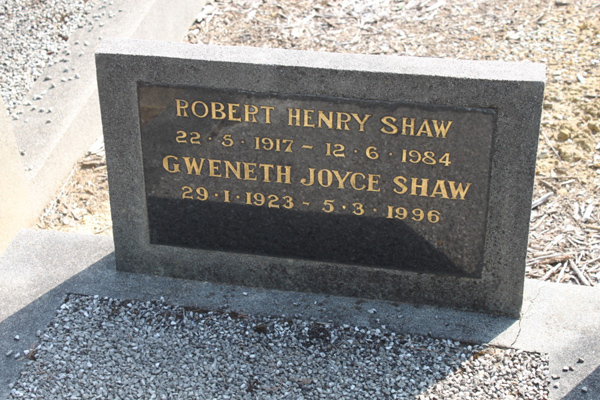 ROBERT HENRY SHAW
22·5·1917 - 12·6·1984
GWENETH JOYCE SHAW
29·1·1923 - 5·3·1996